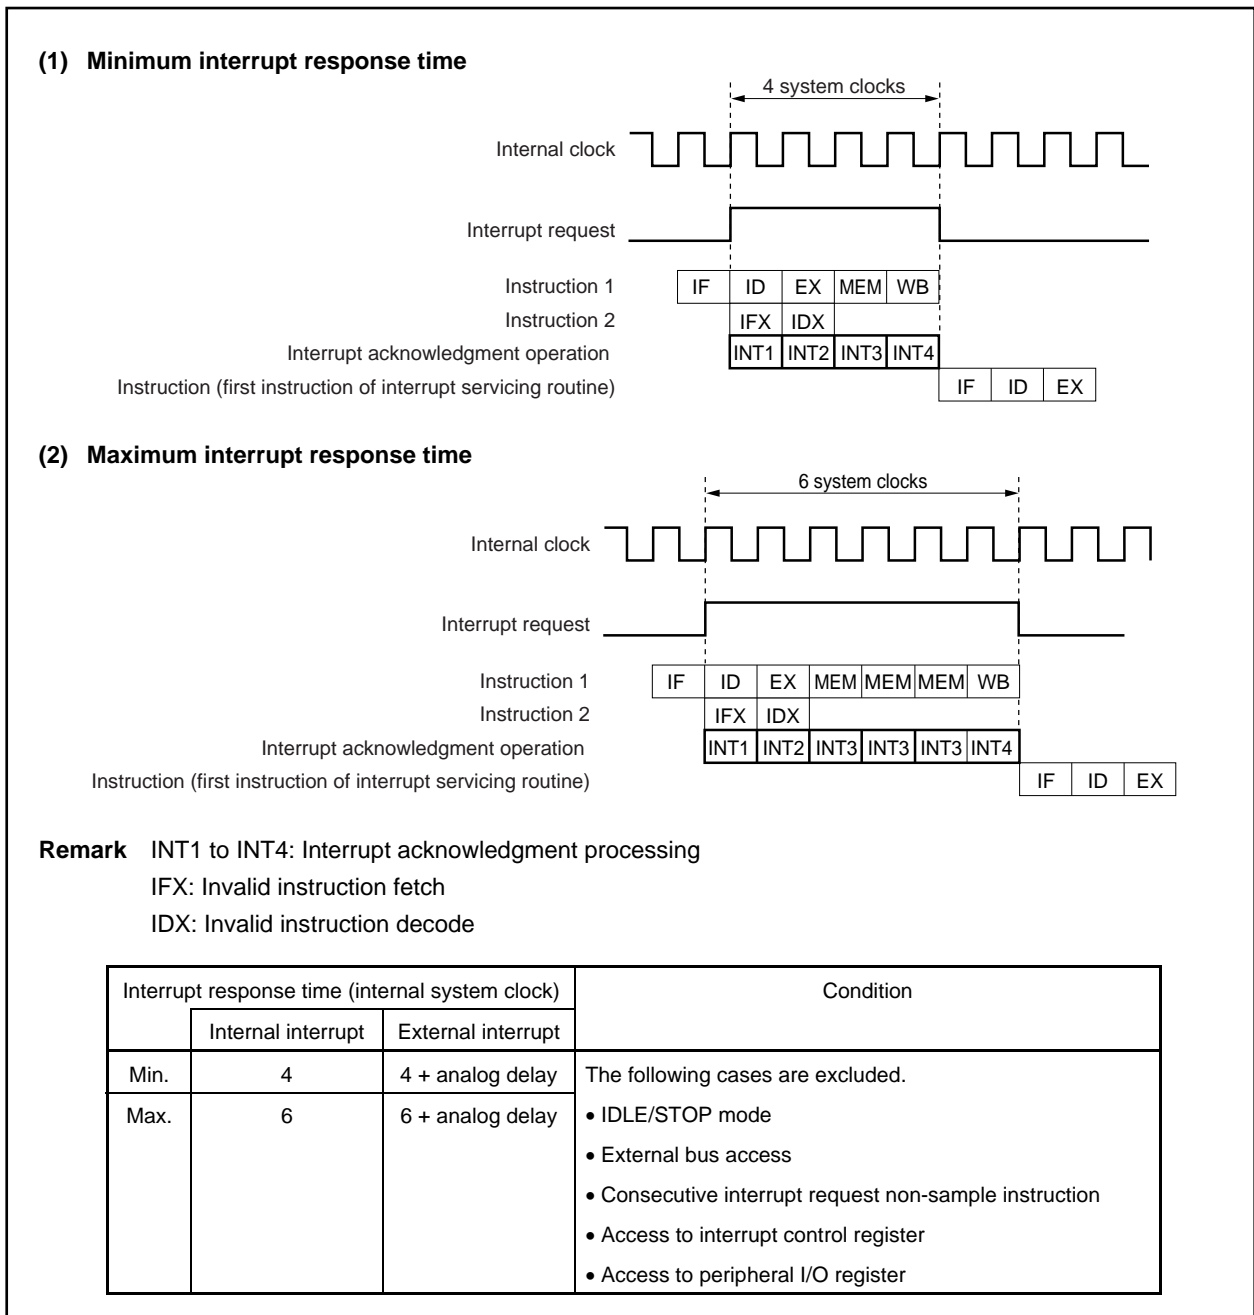 (1) Minimum interrupt response time
4 system clocks
Internal clock
Interrupt request
Instruction 1 IF ID EX MEM WB
Instruction 2 IFX IDX
Interrupt acknowledgment operation INT1 INT2 INT3 INT4
Instruction (first instruction of interrupt servicing routine) IF ID EX
(2) Maximum interrupt response time
6 system clocks
Internal clock
Interrupt request
Instruction 1 IF ID EX MEM MEM MEM WB
Instruction 2 IFX IDX
Interrupt acknowledgment operation INT1 INT2 INT3 INT3 INT3 INT4
Instruction (first instruction of interrupt servicing routine) IF ID EX
Remark INT1 to INT4: Interrupt acknowledgment processing
IFX: Invalid instruction fetch
IDX: Invalid instruction decode
Interrupt response time (internal system clock) Condition
Internal interrupt External interrupt
Min. 4 4 + analog delay The following cases are excluded.
Max. 6 6 + analog delay • IDLE/STOP mode
• External bus access
• Consecutive interrupt request non-sample instruction
• Access to interrupt control register
• Access to peripheral I/O register